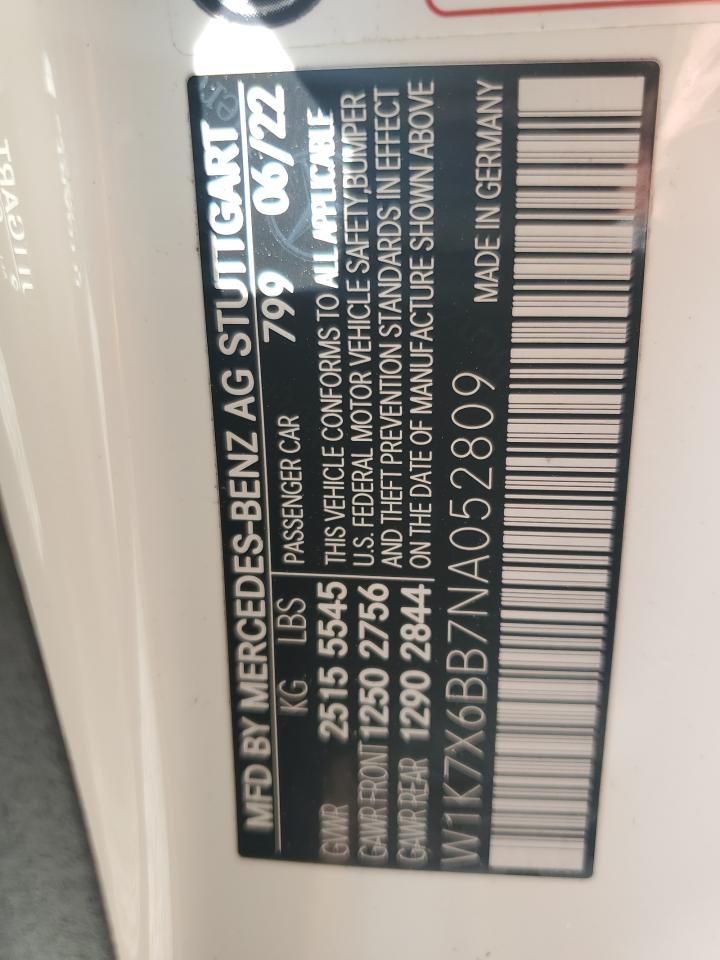 MFD BY MERCEDES-BENZ AG STUTTGART
799 06/22
KG LBS PASSENGER CAR
GWR 2515 5545
GAWR FRONT 1250 2756
GAWR REAR 1290 2844
THIS VEHICLE CONFORMS TO ALL APPLICABLE
U.S. FEDERAL MOTOR VEHICLE SAFETY,BUMPER
AND THEFT PREVENTION STANDARDS IN EFFECT
ON THE DATE OF MANUFACTURE SHOWN ABOVE
W1K7X6BB7NA052809 MADE IN GERMANY